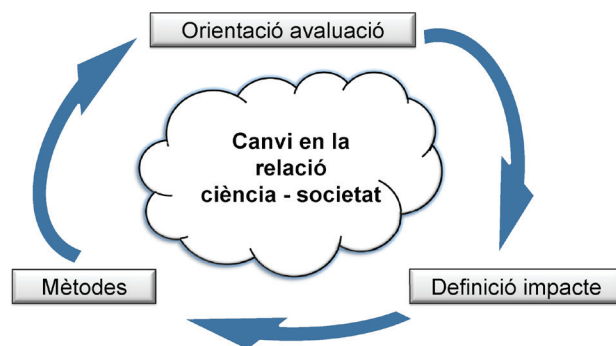 Orientació avaluació
Canvi en la
relació
ciència - societat
Mètodes
Definició impacte